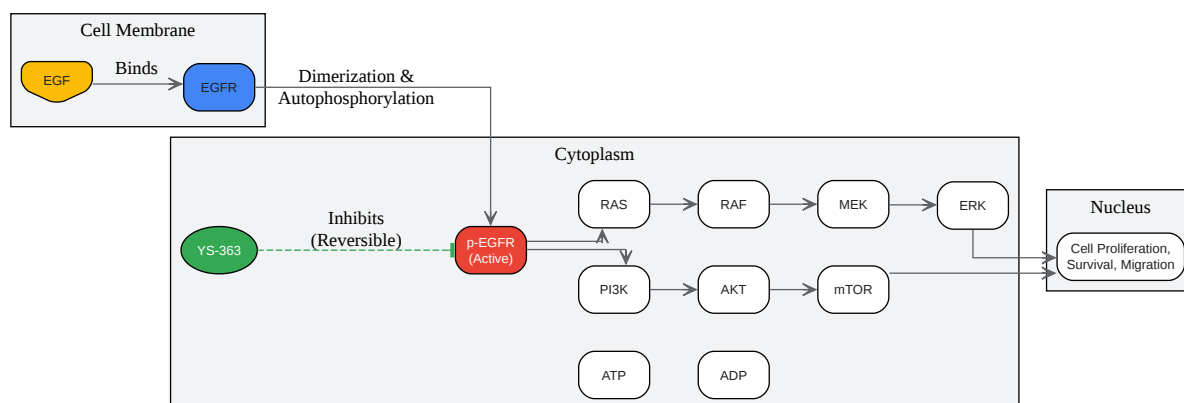 Cell Membrane
EGF
Binds
EGFR
Dimerization &
Autophosphorylation
Cytoplasm
YS-363
Inhibits
(Reversible)
p-EGFR
(Active)
RAS
RAF
MEK
ERK
PI3K
AKT
mTOR
ATP
ADP
Nucleus
Cell Proliferation,
Survival, Migration